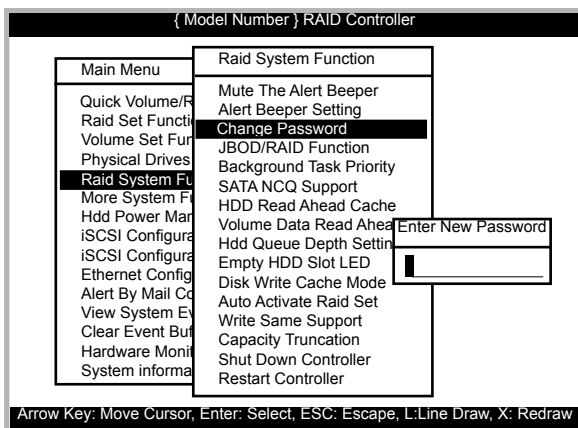 { Model Number } RAID Controller
Main Menu
Quick Volume/R
Raid Set Functi
Volume Set Fun
Physical Drives
Raid System Fu
More System Fu
Hdd Power Man
iSCSI Configura
iSCSI Configura
Ethernet Config
Alert By Mail Co
View System Ev
Clear Event Buf
Hardware Monit
System informa
Raid System Function
Mute The Alert Beeper
Alert Beeper Setting
Change Password
JBOD/RAID Function
Background Task Priority
SATA NCQ Support
HDD Read Ahead Cache
Volume Data Read Ahea
Hdd Queue Depth Settin
Empty HDD Slot LED
Disk Write Cache Mode
Auto Activate Raid Set
Write Same Support
Capacity Truncation
Shut Down Controller
Restart Controller
Enter New Password
Arrow Key: Move Cursor, Enter: Select, ESC: Escape, L:Line Draw, X: Redraw